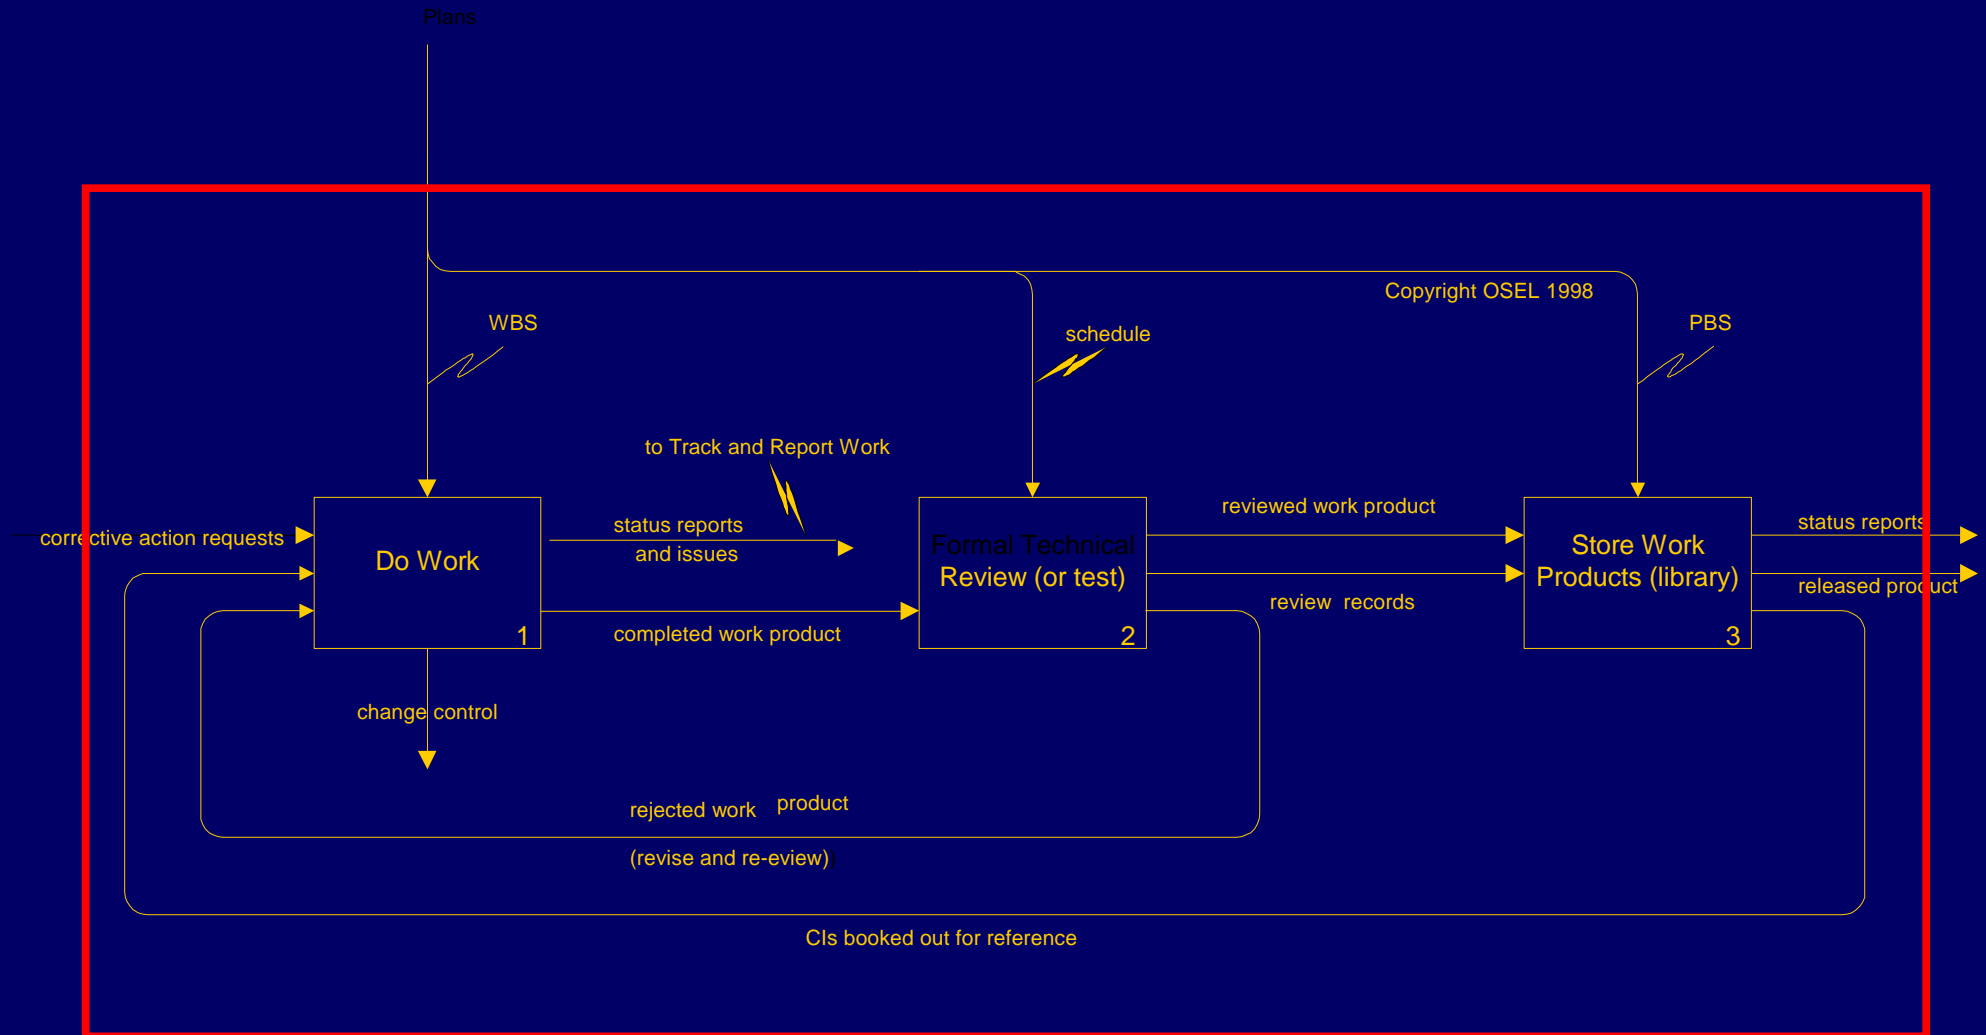 Plans
Copyright OSEL 1998
WBS
schedule
PBS
to Track and Report Work
corrective action requests
Do Work
1
status reports
and issues
completed work product
Formal Technical
Review (or test)
2
reviewed work product
review records
Store Work
Products (library)
3
status reports
released product
change control
rejected work product
(revise and re-eview)
CIs booked out for reference